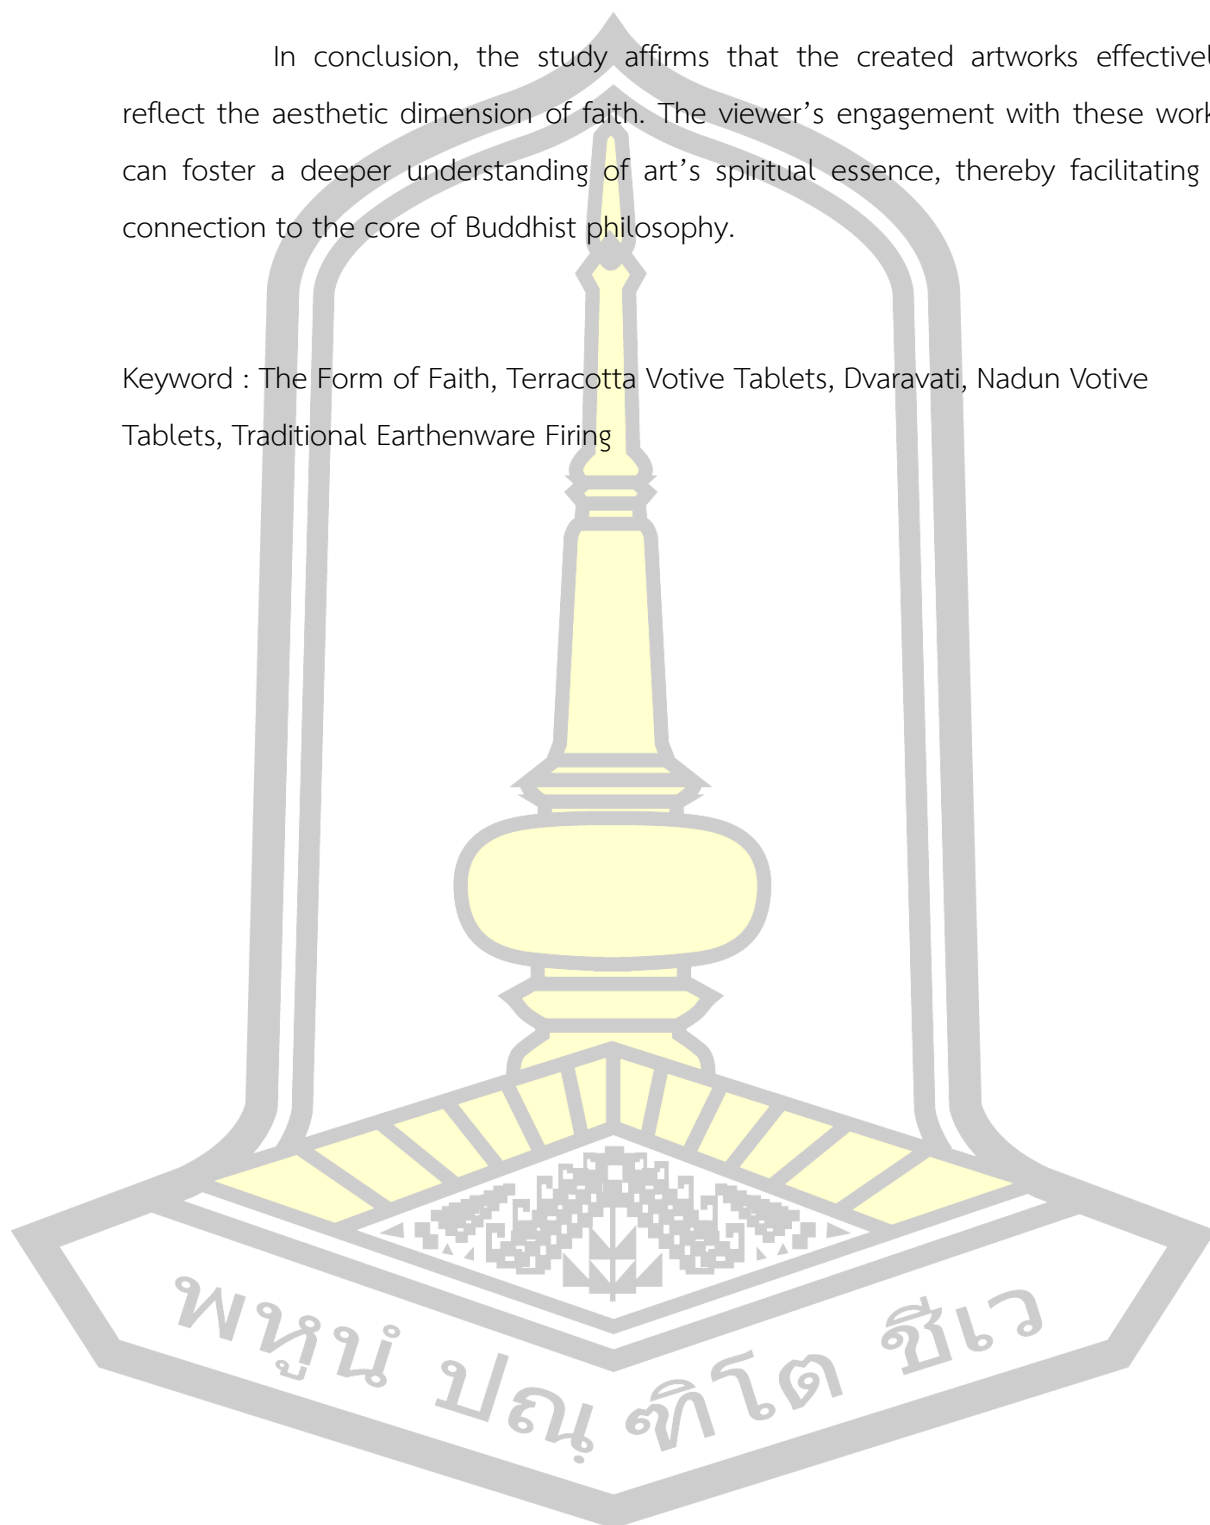 In conclusion, the study affirms that the created artworks effectivel
reflect the aesthetic dimension of faith. The viewer’s engagement with these work
can foster a deeper understanding of art’s spiritual essence, thereby facilitating
connection to the core of Buddhist philosophy.
Keyword : The Form of Faith, Terracotta Votive Tablets, Dvaravati, Nadun Votive
Tablets, Traditional Earthenware Firing
พหูนํ ปณฺฑิโต ชีเว